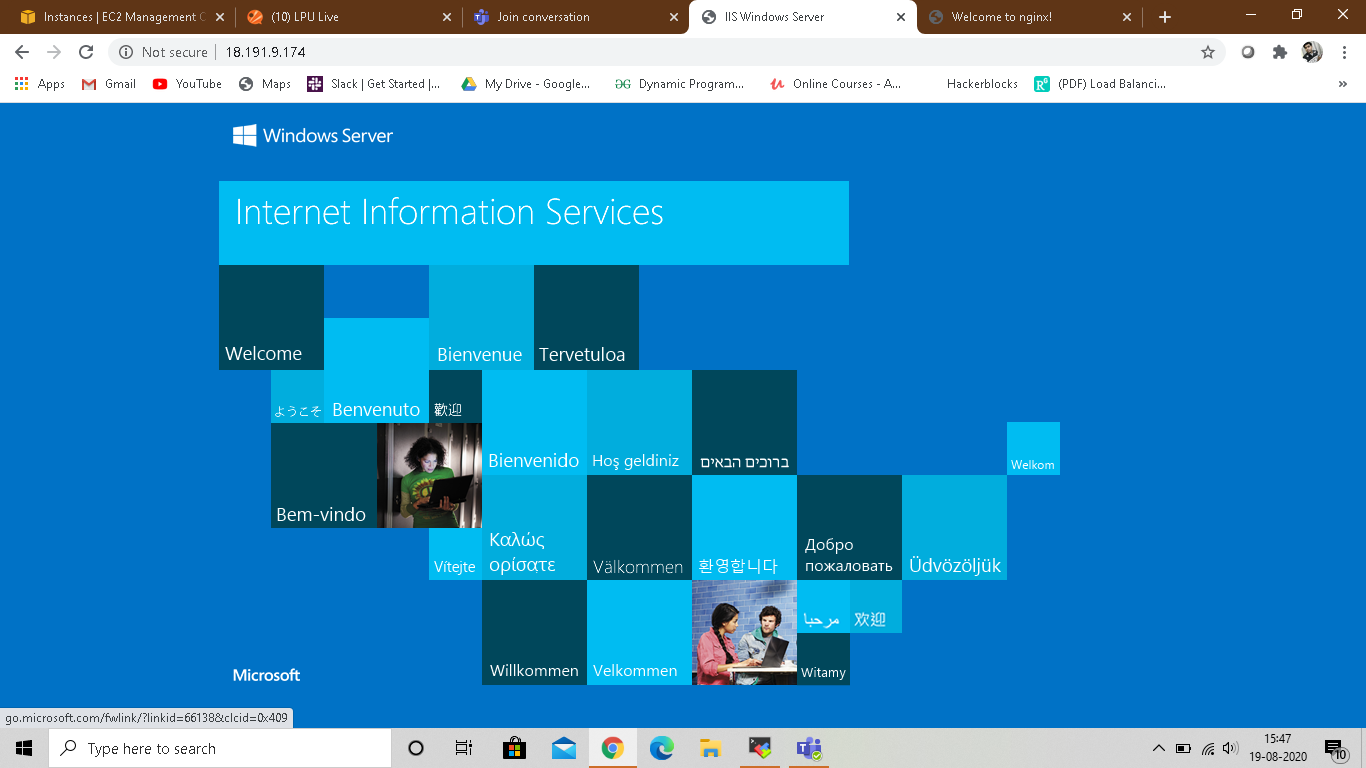 Instances | EC2 Management C
(10) LPU Live
Join conversation
IIS Windows Server
Welcome to nginx!
Not secure
18.191.9.174
Apps
Gmail
YouTube
Maps
Slack | Get Started |...
My Drive - Google...
Dynamic Program...
Online Courses - A...
Hackerblocks
(PDF) Load Balanci...
Windows Server
Internet Information Services
Welcome
Bienvenue
Tervetuloa
ようこそ
Benvenuto
歡迎
Bienvenido
Hoş geldiniz
ברוכים הבאים
Welkom
Bem-vindo
Vítejte
Καλώς
ορίσατε
Välkommen
환영합니다
Добро
пожаловать
Üdvözöljük
Willkommen
Velkommen
مرحبا
欢迎
Witamy
Microsoft
go.microsoft.com/fwlink/?linkid=66138&clcid=0x409
Type here to search
15:47
19-08-2020
10